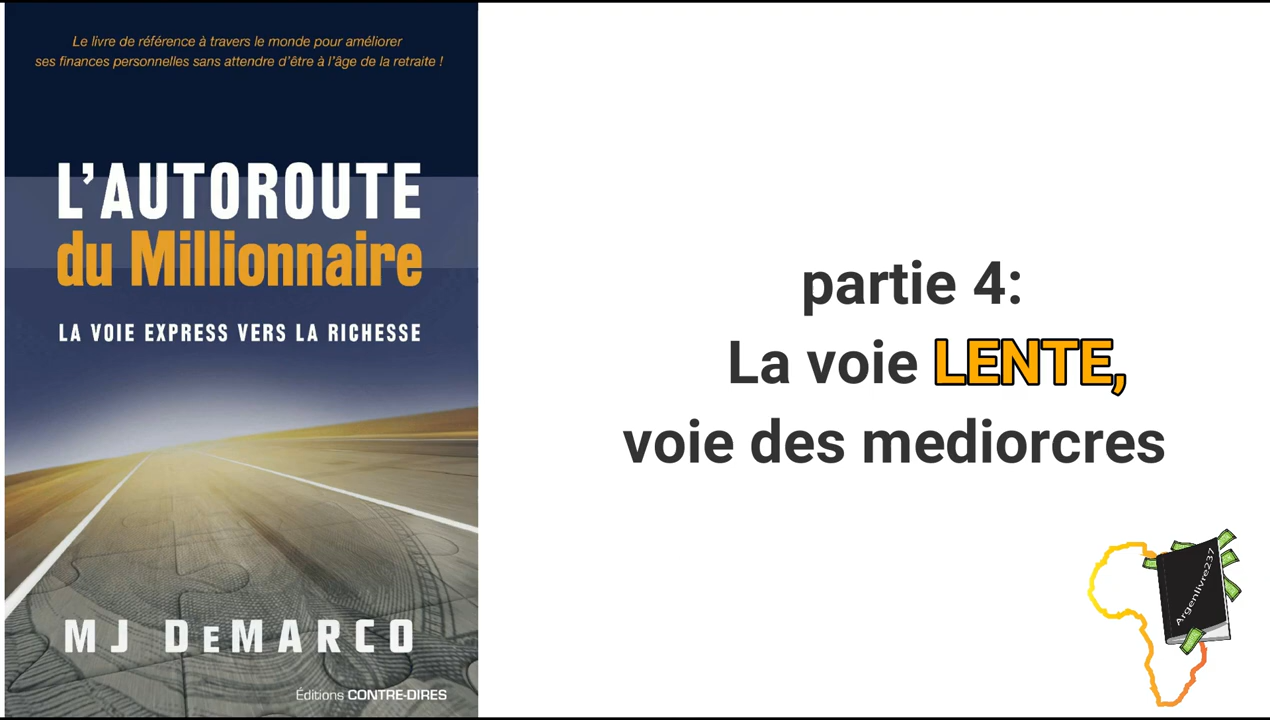 Le livre de référence à travers le monde pour améliorer
ses finances personnelles sans attendre d'être à l'âge de la retraite !
L'AUTOROUTE
du Millionnaire
LA VOIE EXPRESS VERS LA RICHESSE
MJ DEMARCO
Éditions CONTRE-DIRES
partie 4:
La voie LENTE,
voie des mediorcres
Argenlivre237